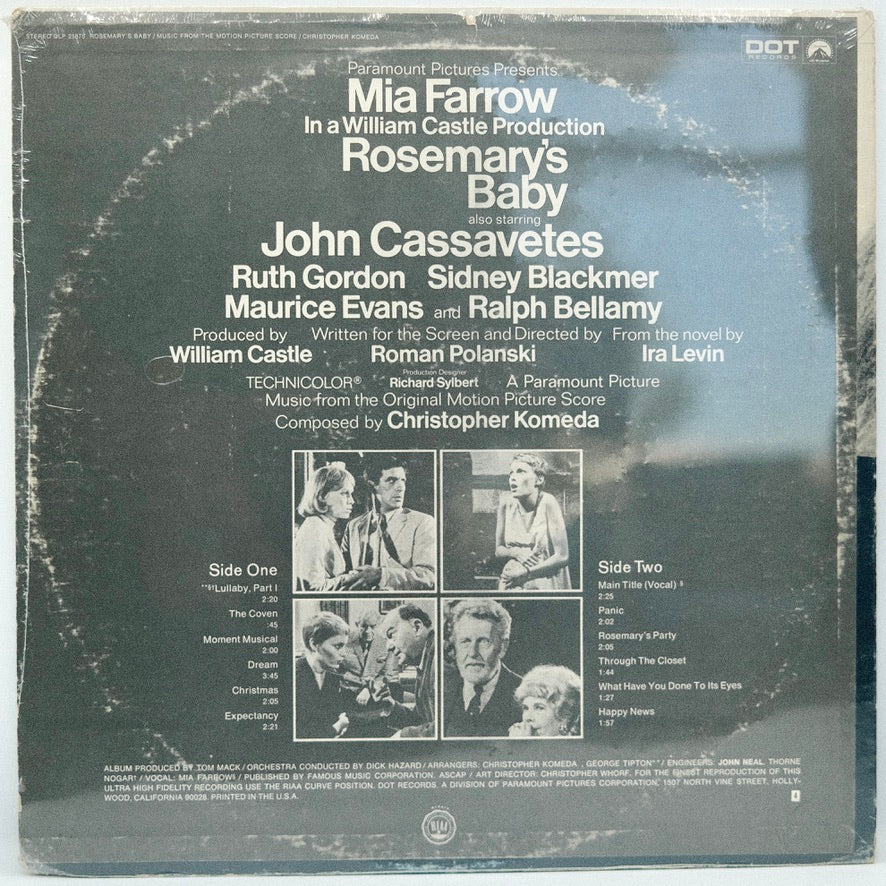 STEREO DLP 25875 ROSEMARY'S BABY / MUSIC FROM THE MOTION PICTURE SCORE / CHRISTOPHER KOMEDA
DOT
RECORDS
Paramount Pictures Presents
Mia Farrow
In a William Castle Production
Rosemary's
Baby
also starring
John Cassavetes
Ruth Gordon Sidney Blackmer
Maurice Evans and Ralph Bellamy
Produced by Written for the Screen and Directed by From the novel by
William Castle Roman Polanski Ira Levin
Production Designer
TECHNICOLOR® Richard Sylbert A Paramount Picture
Music from the Original Motion Picture Score
Composed by Christopher Komeda
Side One
Lullaby, Part I
2:20
The Coven
:45
Moment Musical
2:00
Dream
3:45
Christmas
2:05
Expectancy
2:21
Side Two
Main Title (Vocal) §
2:25
Panic
2:02
Rosemary's Party
2:05
Through The Closet
1:44
What Have You Done To Its Eyes
1:27
Happy News
1:57
ALBUM PRODUCED BY TOM MACK / ORCHESTRA CONDUCTED BY DICK HAZARD / ARRANGERS: CHRISTOPHER KOMEDA , GEORGE TIPTON** / ENGINEERS: JOHN NEAL, THORNE
NOGAR† / VOCAL: MIA FARROW§ / PUBLISHED BY FAMOUS MUSIC CORPORATION, ASCAP / ART DIRECTOR: CHRISTOPHER WHORF. FOR THE FINEST REPRODUCTION OF THIS
ULTRA HIGH FIDELITY RECORDING USE THE RIAA CURVE POSITION. DOT RECORDS, A DIVISION OF PARAMOUNT PICTURES CORPORATION, 1507 NORTH VINE STREET, HOLLY-
WOOD, CALIFORNIA 90028. PRINTED IN THE U.S.A.
4
RIAA